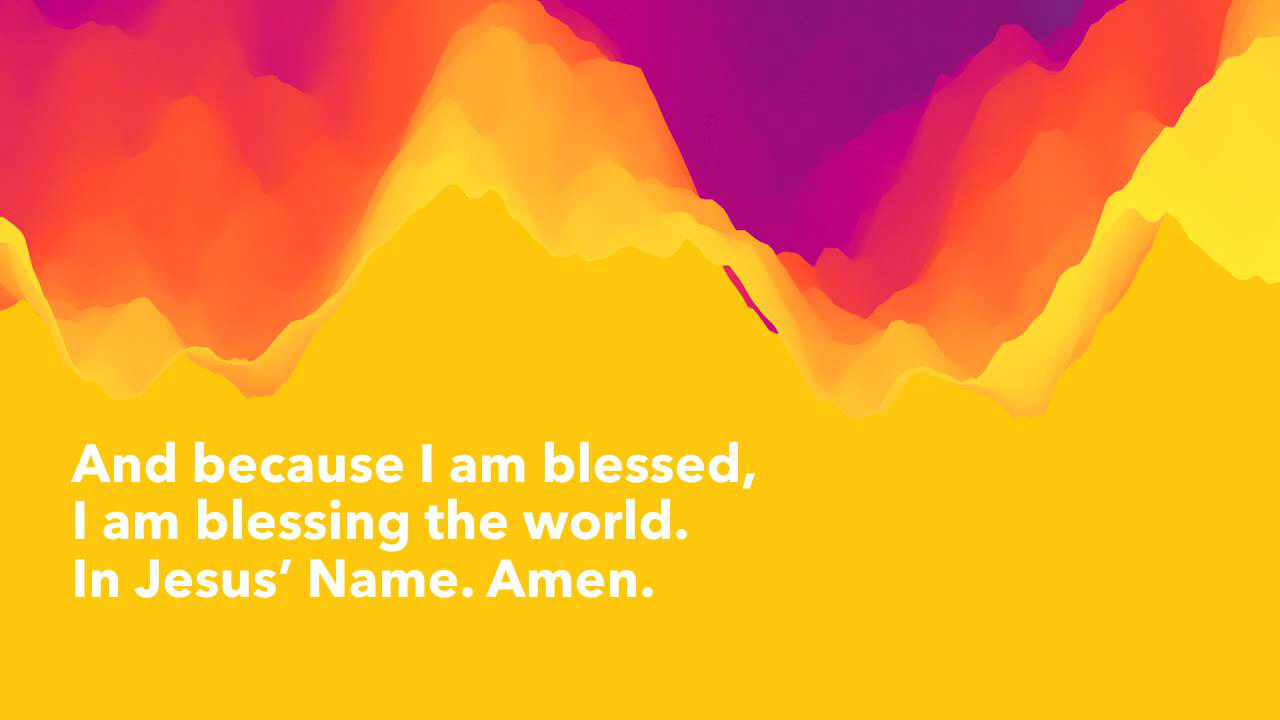 And because I am blessed,
I am blessing the world.
In Jesus’ Name. Amen.